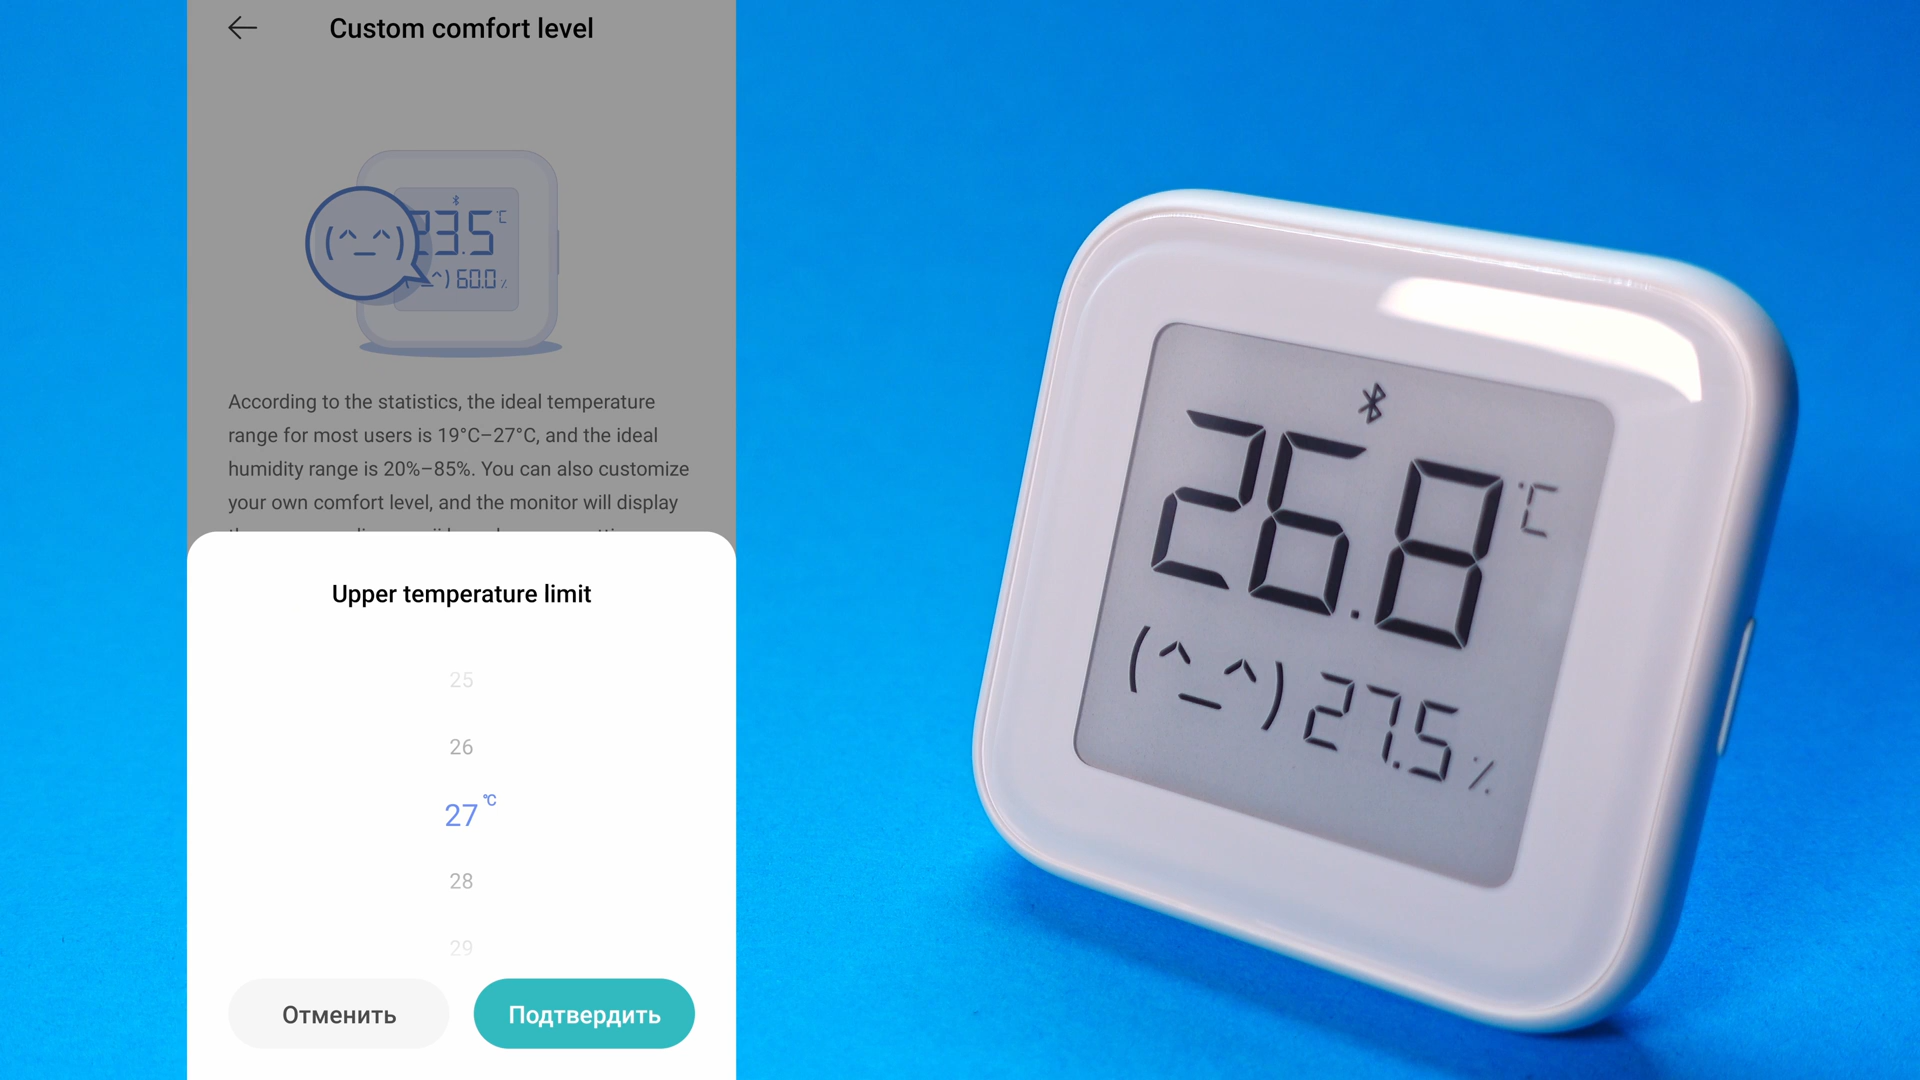 Custom comfort level
23.5 °C
(^_^)
^) 60.0 %
According to the statistics, the ideal temperature
range for most users is 19°C–27°C, and the ideal
humidity range is 20%–85%. You can also customize
your own comfort level, and the monitor will display
Upper temperature limit
25
26
27 °C
28
29
Отменить
Подтвердить
26.8 °C
(^_^) 27.5 %